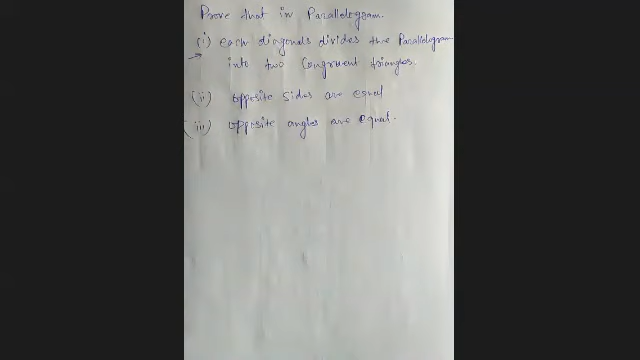 Prove that in Parallelogram.
(i) each diagonals divides the Parallelogram
→ into two Congruent triangles.
(ii) opposite sides are equal
(iii) opposite angles are equal.